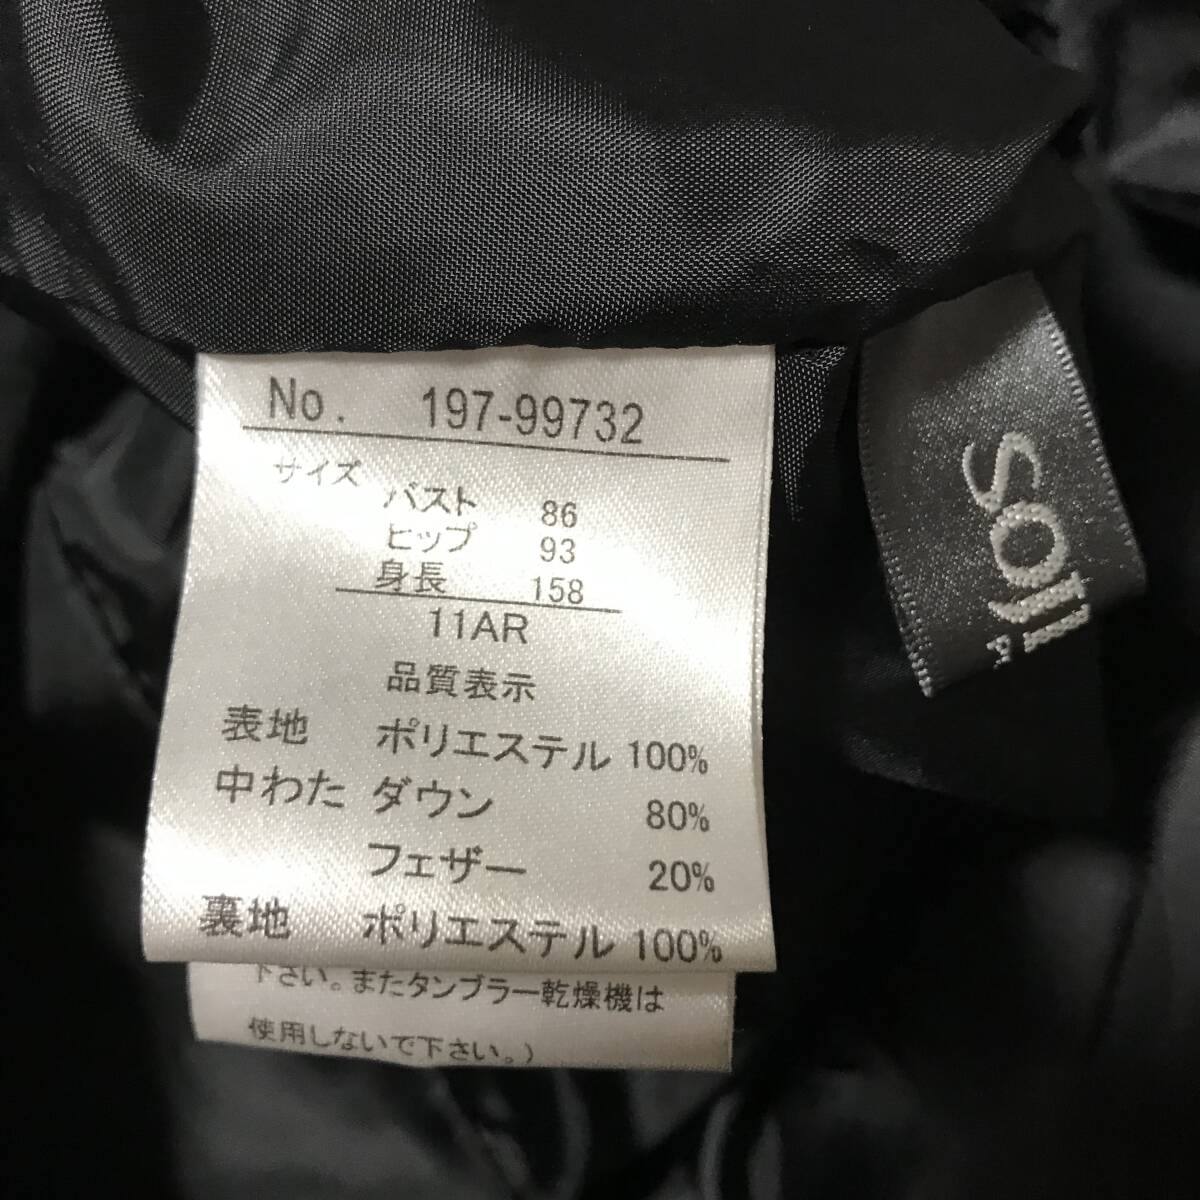 No. 197-99732
サイズ
バスト 86
ヒップ 93
身長 158
11AR
品質表示
表地 ポリエステル 100%
中わた ダウン 80%
フェザー 20%
裏地 ポリエステル 100%
下さい。またタンブラー乾燥機は
使用しないで下さい。)